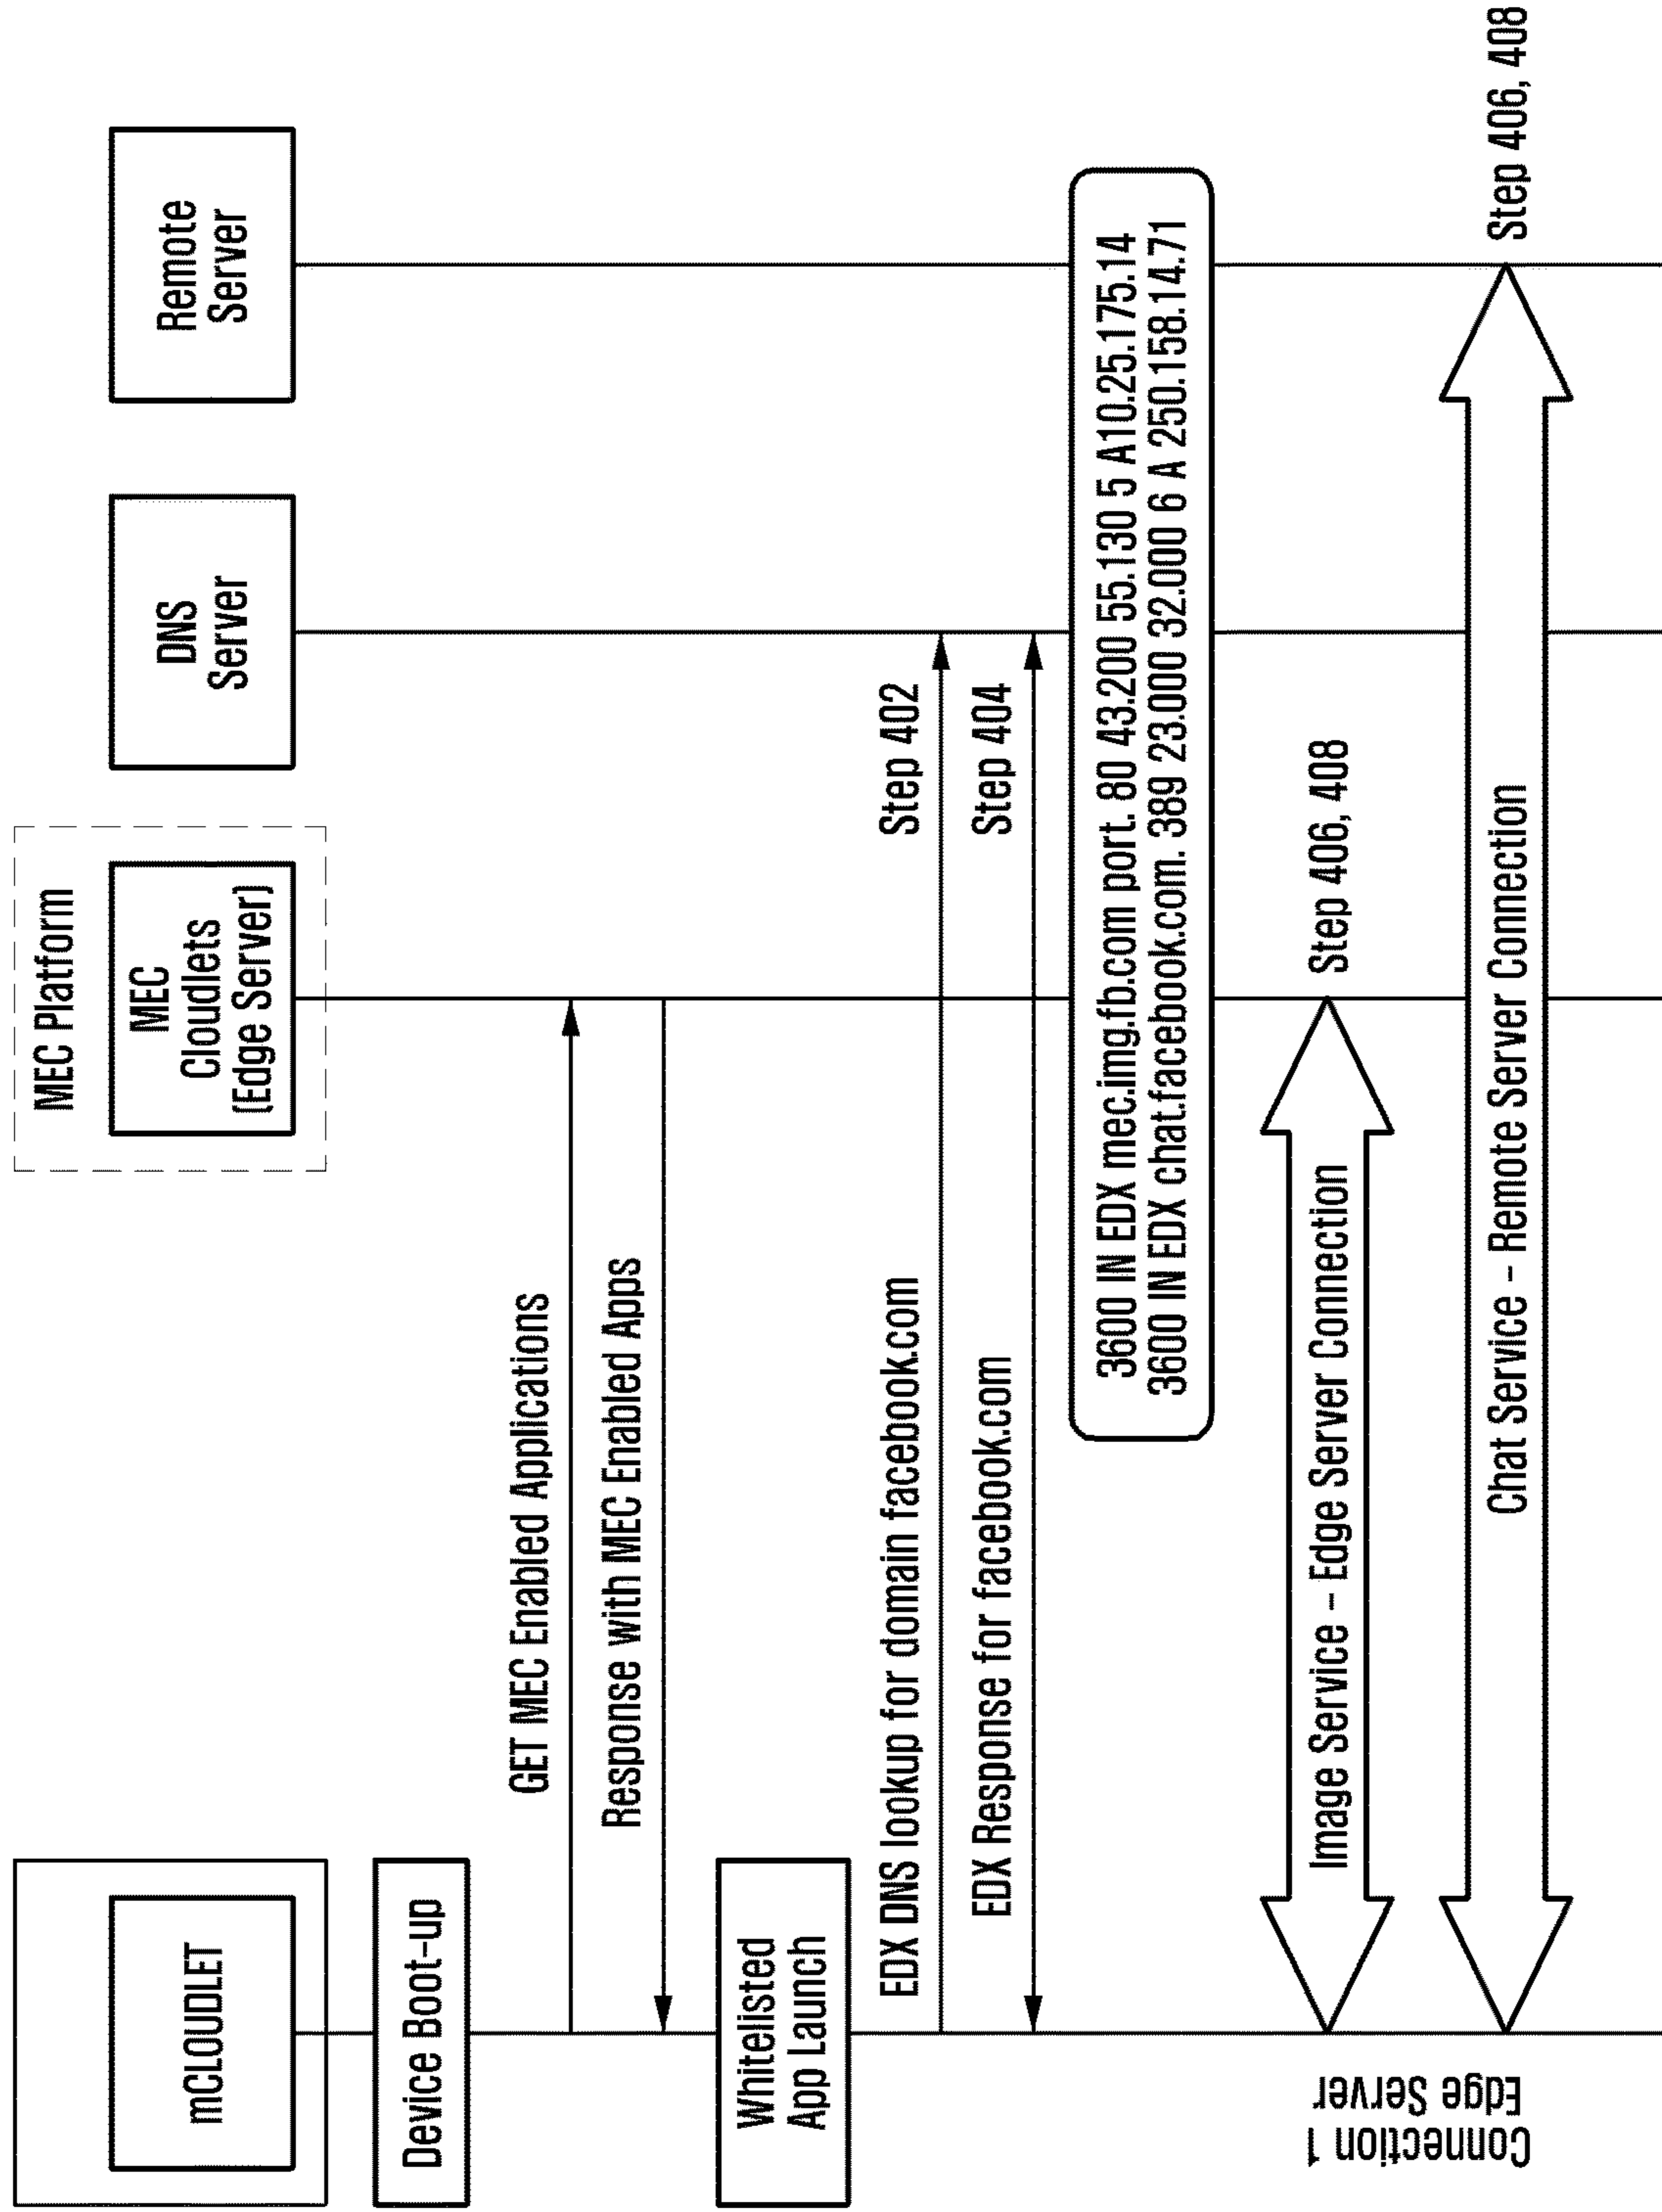 mCLOUDLET
MEC Platform
MEC
Cloudlets
(Edge Server)
DNS
Server
Remote
Server
Device Boot-up
GET MEC Enabled Applications
Response with MEC Enabled Apps
Whitelisted
App Launch
EDX DNS lookup for domain facebook.com
Step 402
EDX Response for facebook.com
Step 404
3600 IN EDX mec.img.fb.com port. 80 43.200 55.130 5 A10.25.175.14
3600 IN EDX chat.facebook.com. 389 23.000 32.000 6 A 250.158.14.71
Image Service – Edge Server Connection
Step 406, 408
Chat Service – Remote Server Connection
Step 406, 408
Connection 1
Edge Server